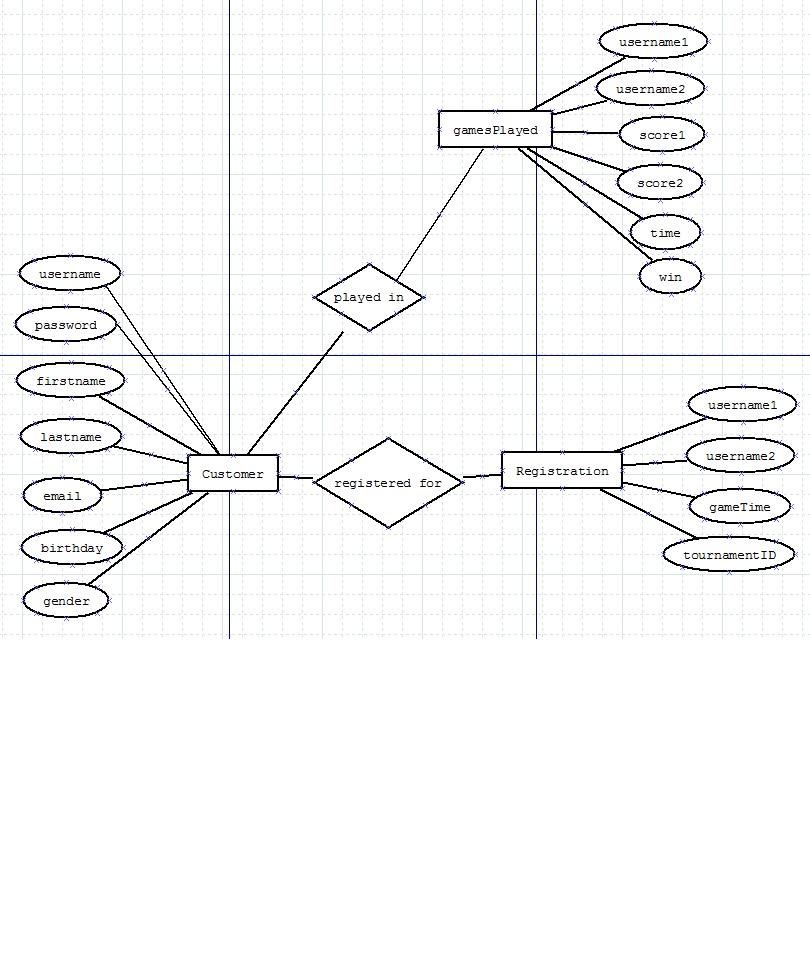 username1
username2
gamesPlayed
score1
score2
time
win
username
played in
password
firstname
lastname
Customer
email
birthday
gender
registered for
Registration
username1
username2
gameTime
tournamentID